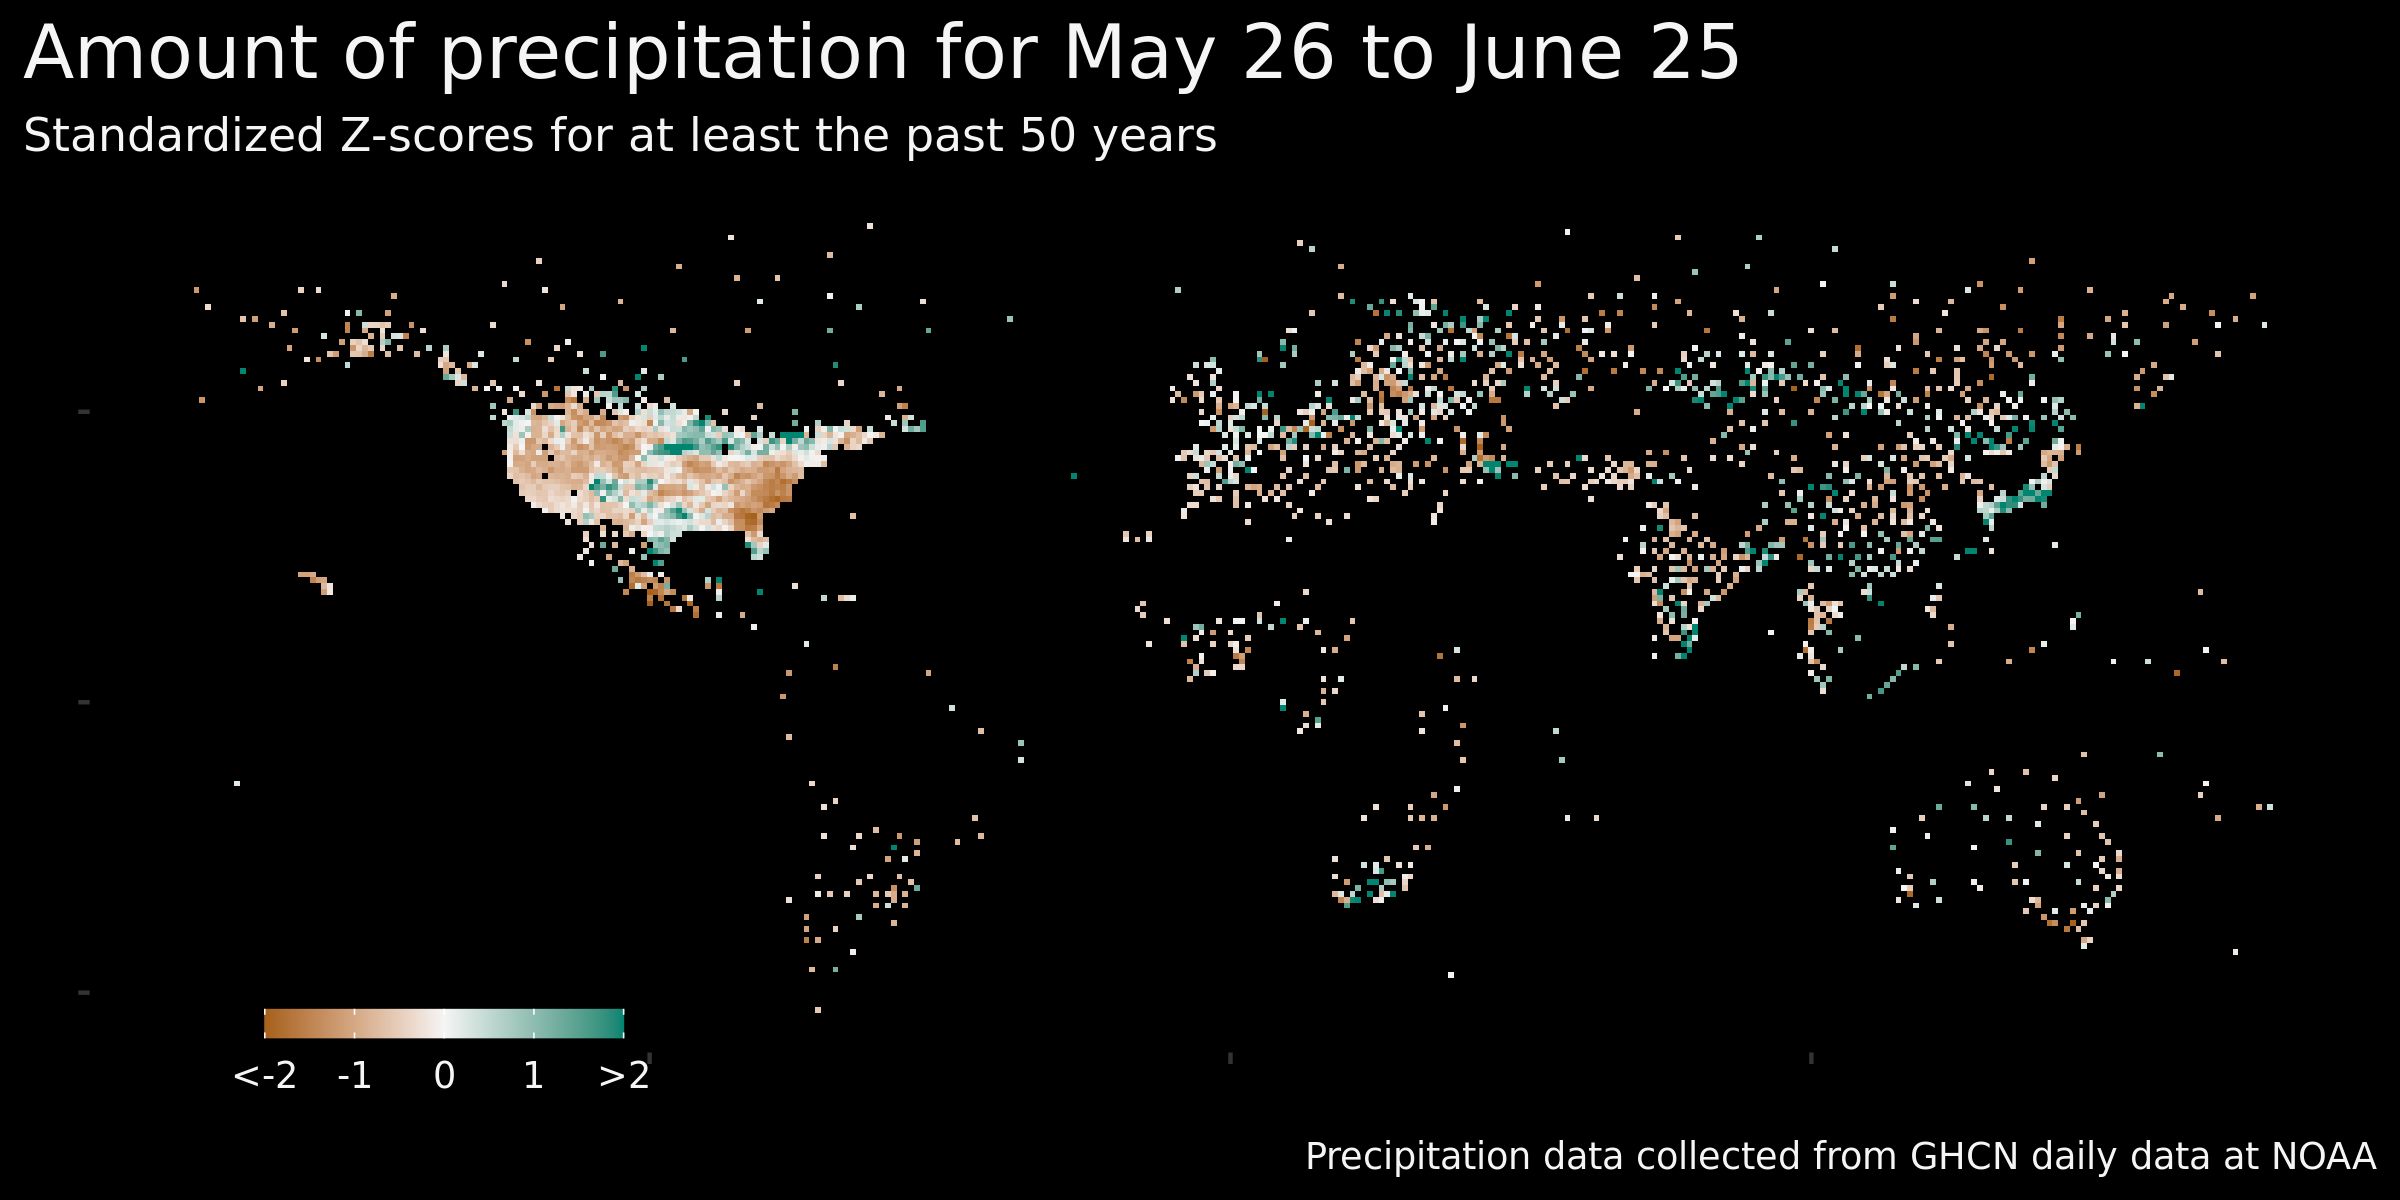 Amount of precipitation for May 26 to June 25
Standardized Z-scores for at least the past 50 years
<-2 -1 0 1 >2
Precipitation data collected from GHCN daily data at NOAA